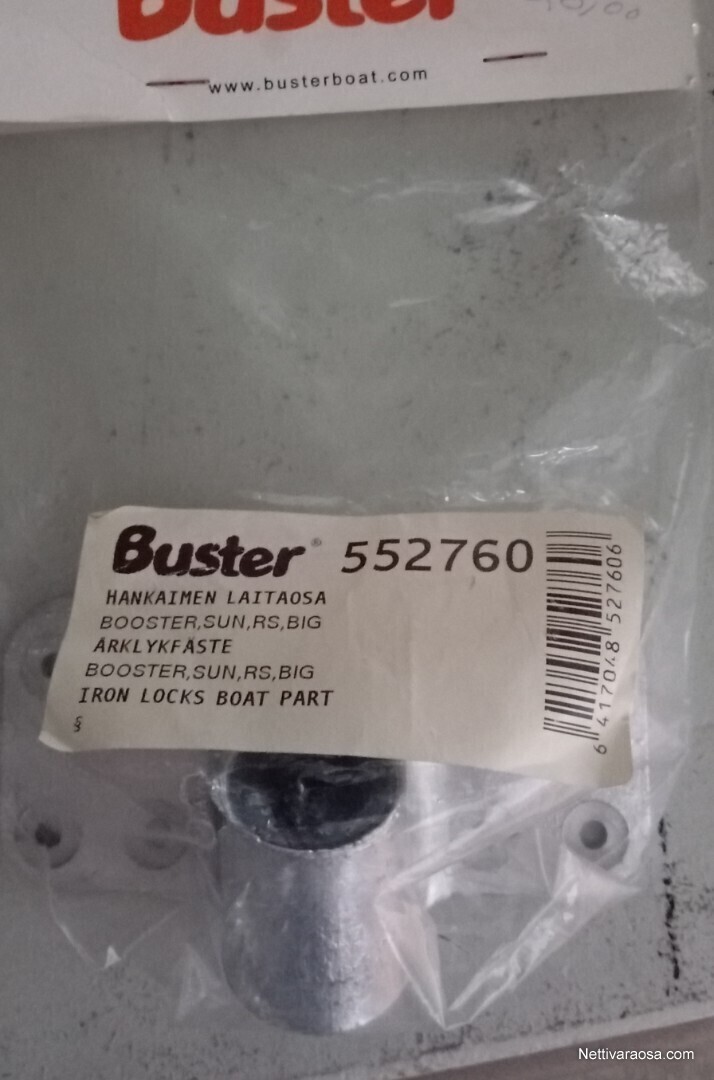 Buster
www.busterboat.com
Buster® 552760
HANKAIMEN LAITAOSA
BOOSTER,SUN,RS,BIG
ÅRKLYKFÄSTE
BOOSTER,SUN,RS,BIG
IRON LOCKS BOAT PART
§
6 417048 527606
Nettivaraosa.com